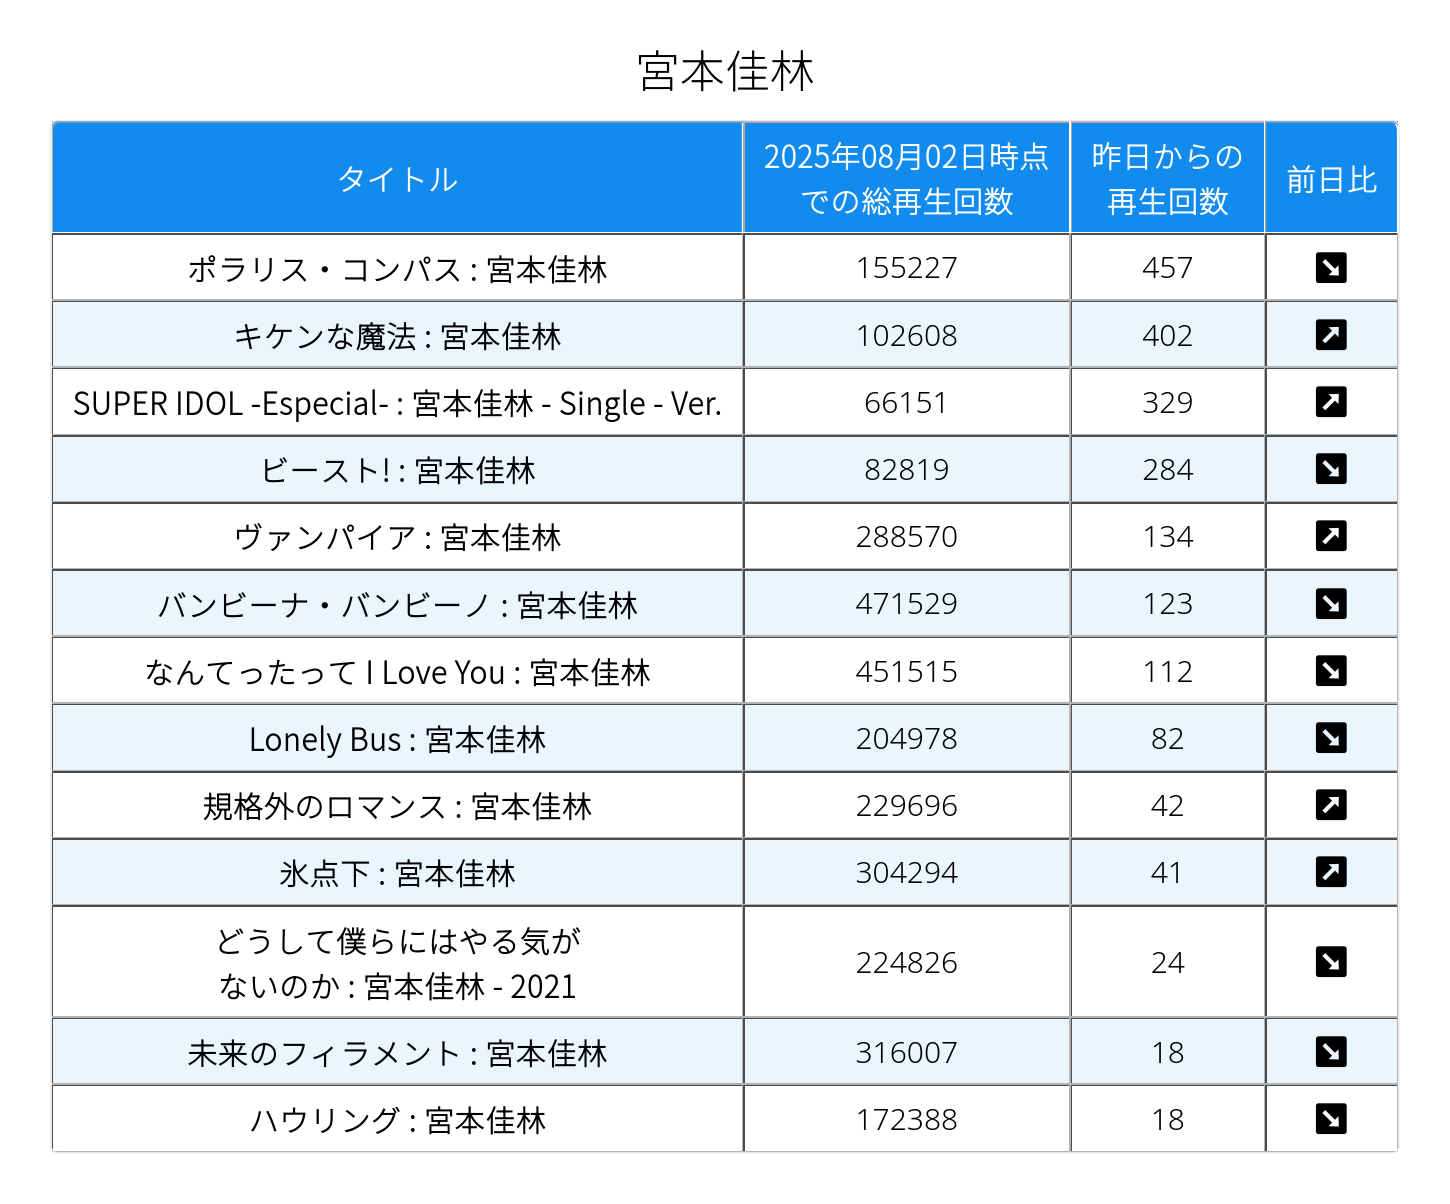 宮本佳林
タイトル
2025年08月02日時点
での総再生回数
昨日からの
再生回数
前日比
ポラリス・コンパス : 宮本佳林 155227 457 ↘
キケンな魔法 : 宮本佳林 102608 402 ↗
SUPER IDOL -Especial- : 宮本佳林 - Single - Ver. 66151 329 ↗
ビースト! : 宮本佳林 82819 284 ↘
ヴァンパイア : 宮本佳林 288570 134 ↗
バンビーナ・バンビーノ : 宮本佳林 471529 123 ↘
なんてったって I Love You : 宮本佳林 451515 112 ↘
Lonely Bus : 宮本佳林 204978 82 ↘
規格外のロマンス : 宮本佳林 229696 42 ↗
氷点下 : 宮本佳林 304294 41 ↗
どうして僕らにはやる気が
ないのか : 宮本佳林 - 2021 224826 24 ↘
未来のフィラメント : 宮本佳林 316007 18 ↘
ハウリング : 宮本佳林 172388 18 ↘